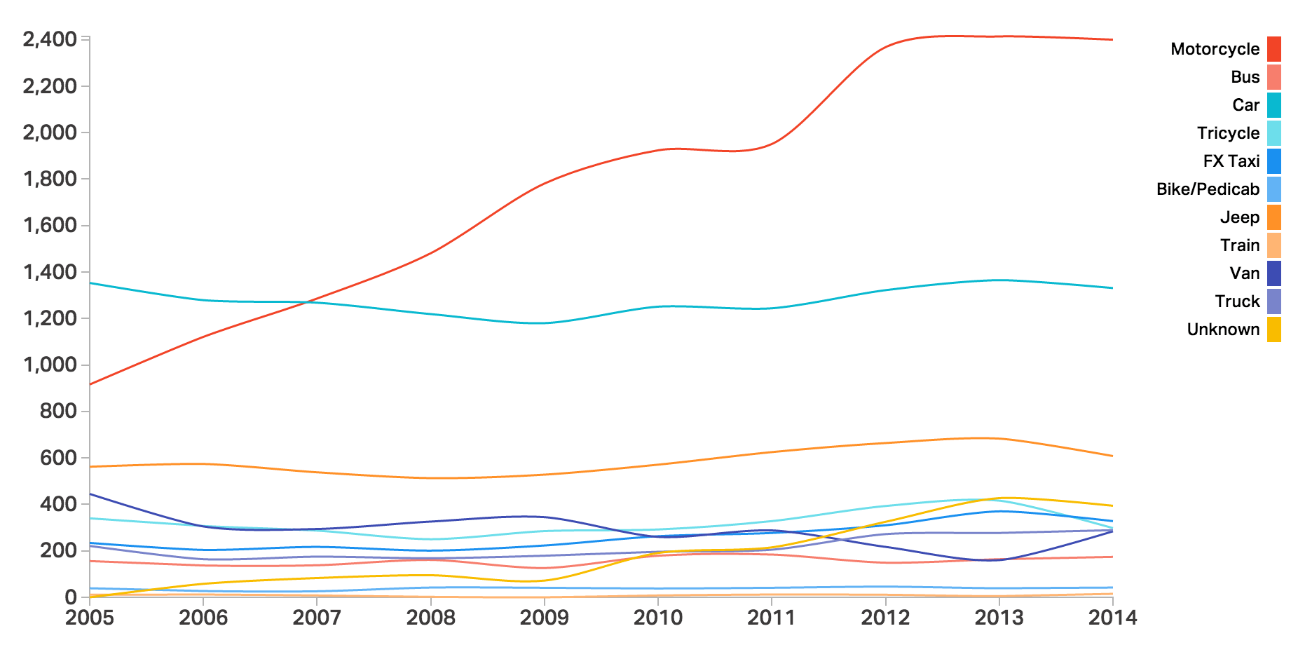 2,400
2,200
2,000
1,800
1,600
1,400
1,200
1,000
800
600
400
200
0
2005 2006 2007 2008 2009 2010 2011 2012 2013 2014
Motorcycle
Bus
Car
Tricycle
FX Taxi
Bike/Pedicab
Jeep
Train
Van
Truck
Unknown